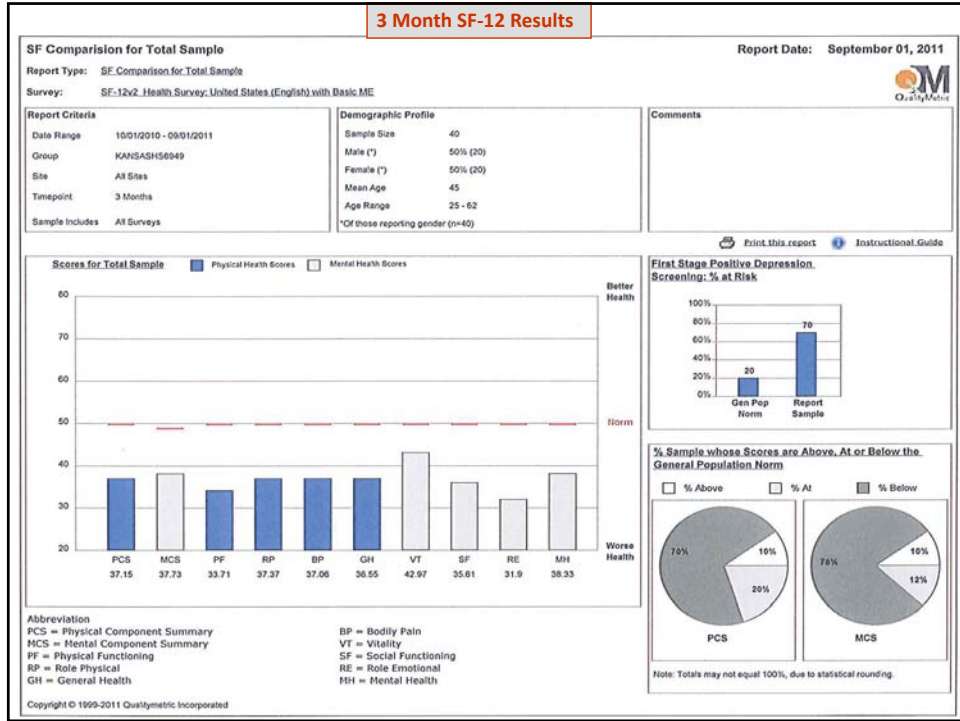 3 Month SF-12 Results
SF Comparision for Total Sample
Report Date: September 01, 2011
Report Type: SF Comparison for Total Sample
Survey: SF-12v2 Health Survey; United States (English) with Basic ME
QM
QualityMetric
Report Criteria
Date Range 10/01/2010 - 09/01/2011
Group KANSASHS6949
Site All Sites
Timepoint 3 Months
Sample Includes All Surveys
Demographic Profile
Sample Size 40
Male (*) 50% (20)
Female (*) 50% (20)
Mean Age 45
Age Range 25 - 62
*Of those reporting gender (n=40)
Comments
Print this report Instructional Guide
Scores for Total Sample Physical Health Scores Mental Health Scores
Better Health
80
70
60
50 Norm
40
30
20 Worse Health
PCS MCS PF RP BP GH VT SF RE MH
37.15 37.73 33.71 37.37 37.06 36.55 42.97 35.61 31.9 38.33
First Stage Positive Depression
Screening: % at Risk
100%
80%
60%
40%
20%
0%
20 70
Gen Pop Report
Norm Sample
% Sample whose Scores are Above, At or Below the
General Population Norm
% Above % At % Below
70% 10% 20%
PCS
78% 10% 12%
MCS
Note: Totals may not equal 100%, due to statistical rounding.
Abbreviation
PCS = Physical Component Summary
MCS = Mental Component Summary
PF = Physical Functioning
RP = Role Physical
GH = General Health
BP = Bodily Pain
VT = Vitality
SF = Social Functioning
RE = Role Emotional
MH = Mental Health
Copyright © 1999-2011 Qualitymetric Incorporated